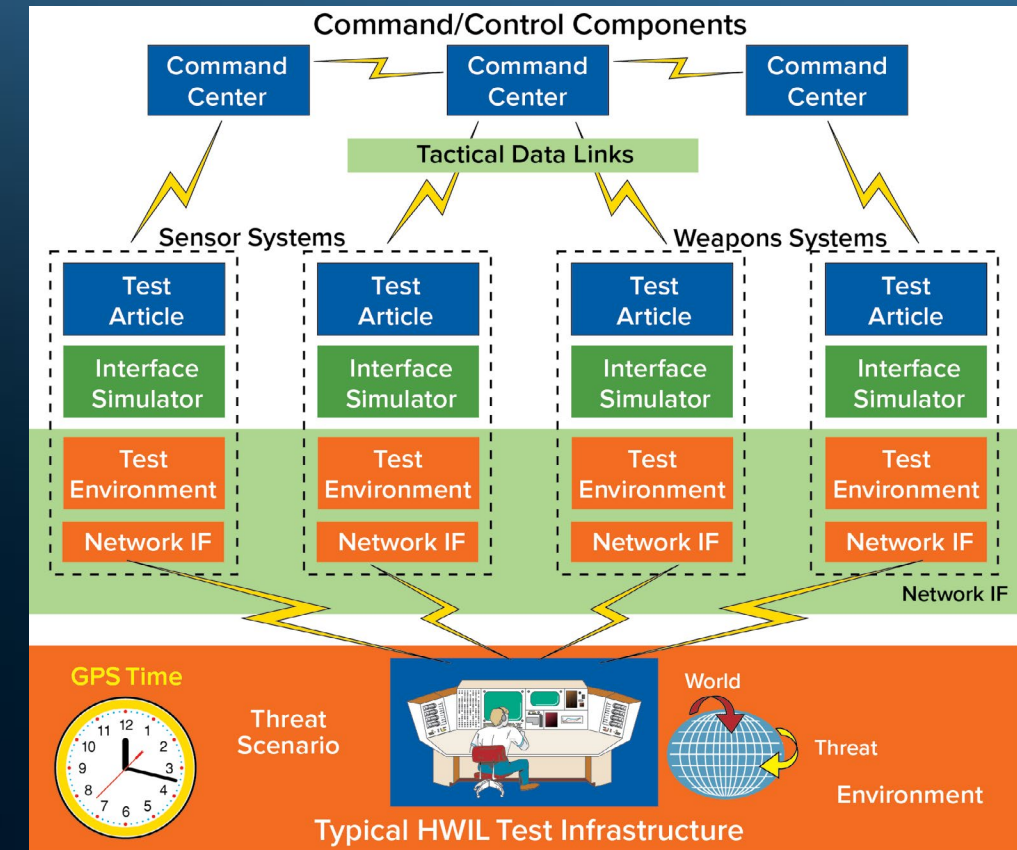 Command/Control Components
Command
Center
Command
Center
Command
Center
Tactical Data Links
Sensor Systems
Weapons Systems
Test
Article
Test
Article
Test
Article
Test
Article
Interface
Simulator
Interface
Simulator
Interface
Simulator
Interface
Simulator
Test
Environment
Test
Environment
Test
Environment
Test
Environment
Network IF
Network IF
Network IF
Network IF
Network IF
GPS Time
12
1
2
3
4
5
6
7
8
9
10
11
Threat
Scenario
World
Threat
Environment
Typical HWIL Test Infrastructure